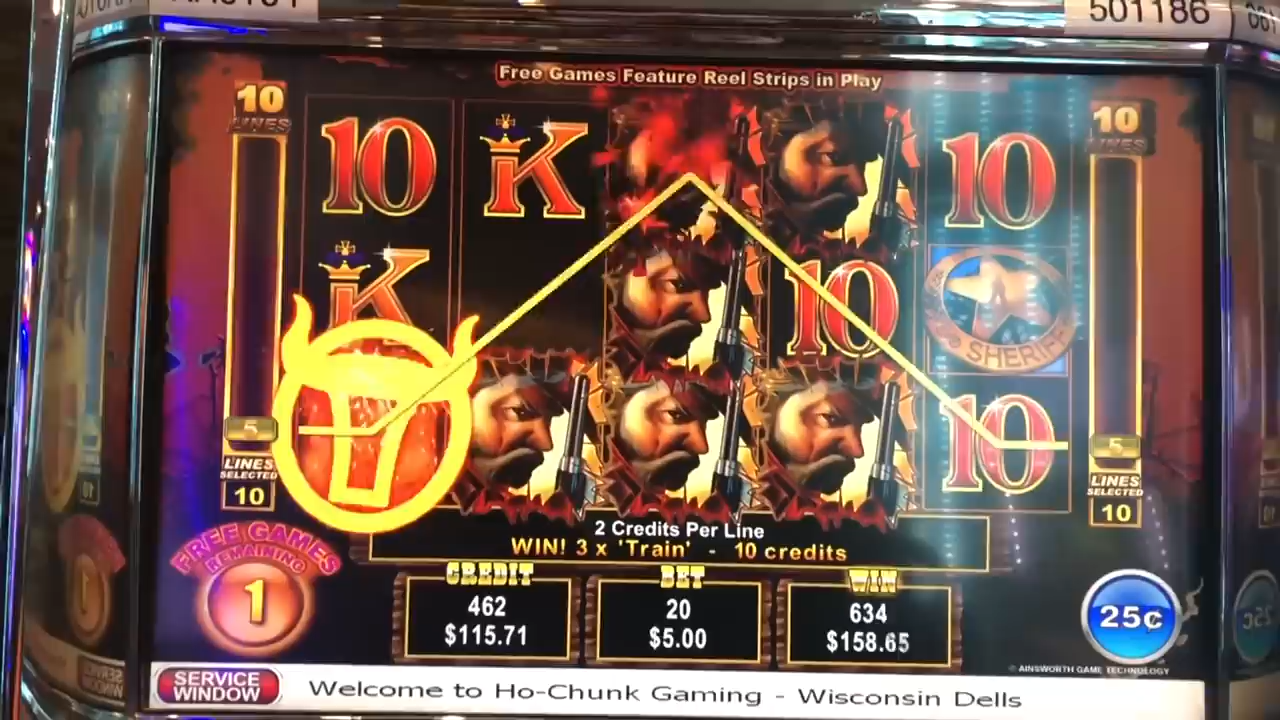 501186
Free Games Feature Reel Strips in Play
10 LINES
10 LINES
10
K
10
K
10
SHERIFF
10
5
5
LINES SELECTED 10
LINES SELECTED 10
2 Credits Per Line
WIN! 3 x 'Train' - 10 credits
FREE GAMES REMAINING
1
CREDIT
462
$115.71
BET
20
$5.00
WIN
634
$158.65
25¢
© AINSWORTH GAME TECHNOLOGY
SERVICE WINDOW
Welcome to Ho-Chunk Gaming - Wisconsin Dells